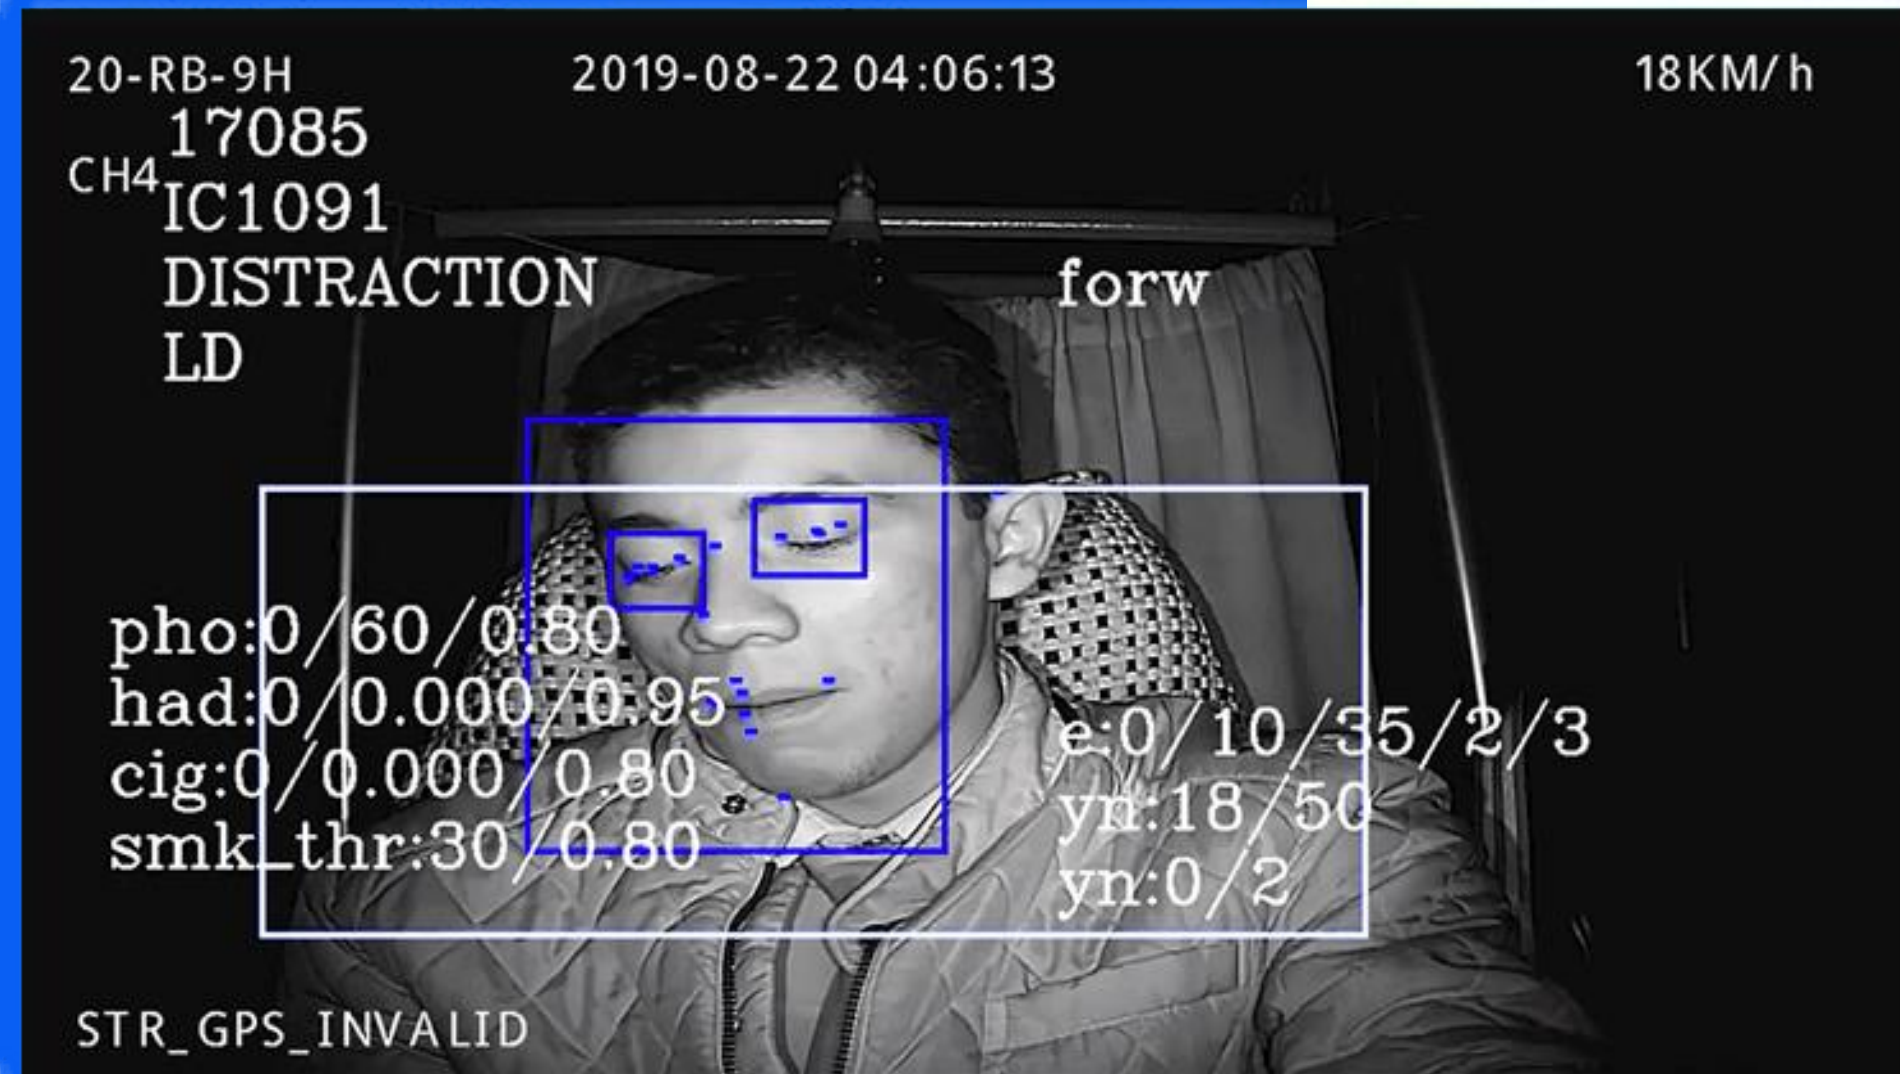 20-RB-9H
2019-08-22 04:06:13
18KM/h
17085
CH4
IC1091
DISTRACTION
forw
LD
pho:0/60/0.80
had:0/0.000/0.95
cig:0/0.000/0.80
smk_thr:30/0.80
e:0/10/35/2/3
yn:18/50
yn:0/2
STR_GPS_INVALID